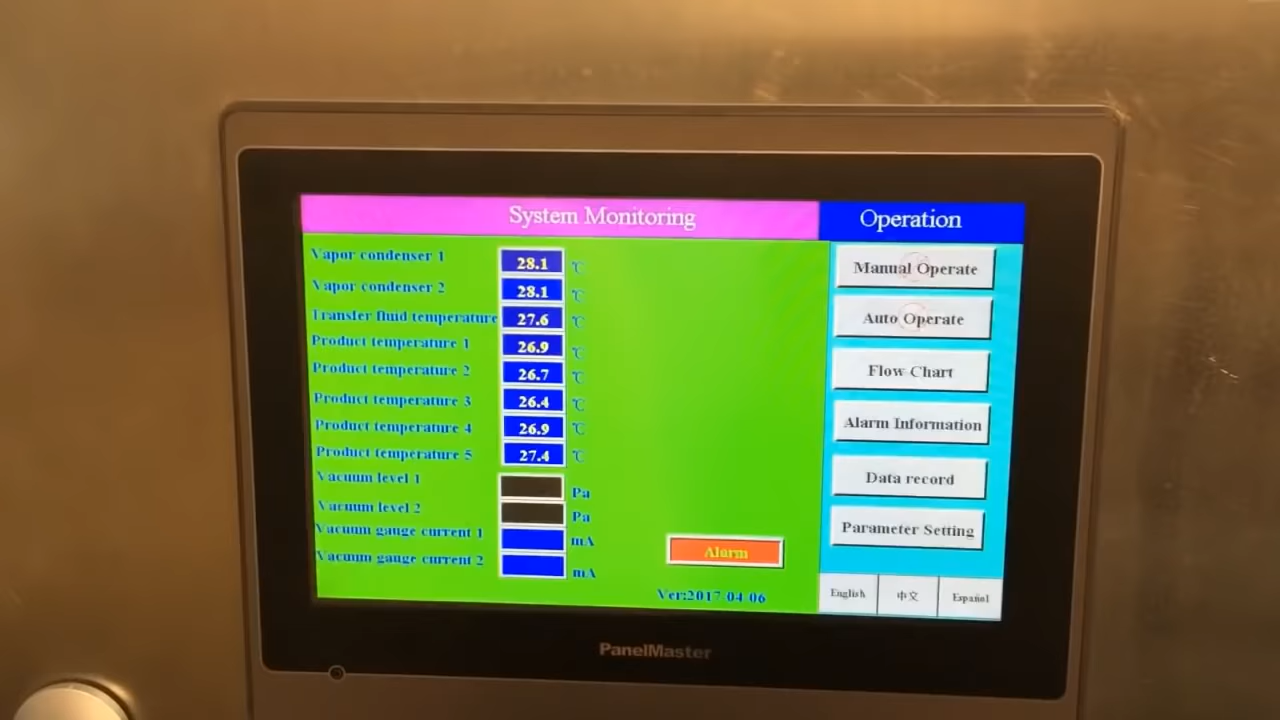 System Monitoring
Vapor condenser 1 28.1 ℃
Vapor condenser 2 28.1 ℃
Transfer fluid temperature 27.6 ℃
Product temperature 1 26.9 ℃
Product temperature 2 26.7 ℃
Product temperature 3 26.4 ℃
Product temperature 4 26.9 ℃
Product temperature 5 27.4 ℃
Vacuum level 1 Pa
Vacuum level 2 Pa
Vacuum gauge current 1 mA
Vacuum gauge current 2 mA
Alarm
Ver:2017-04-06
Operation
Manual Operate
Auto Operate
Flow Chart
Alarm Information
Data record
Parameter Setting
English 中文 Español
PanelMaster